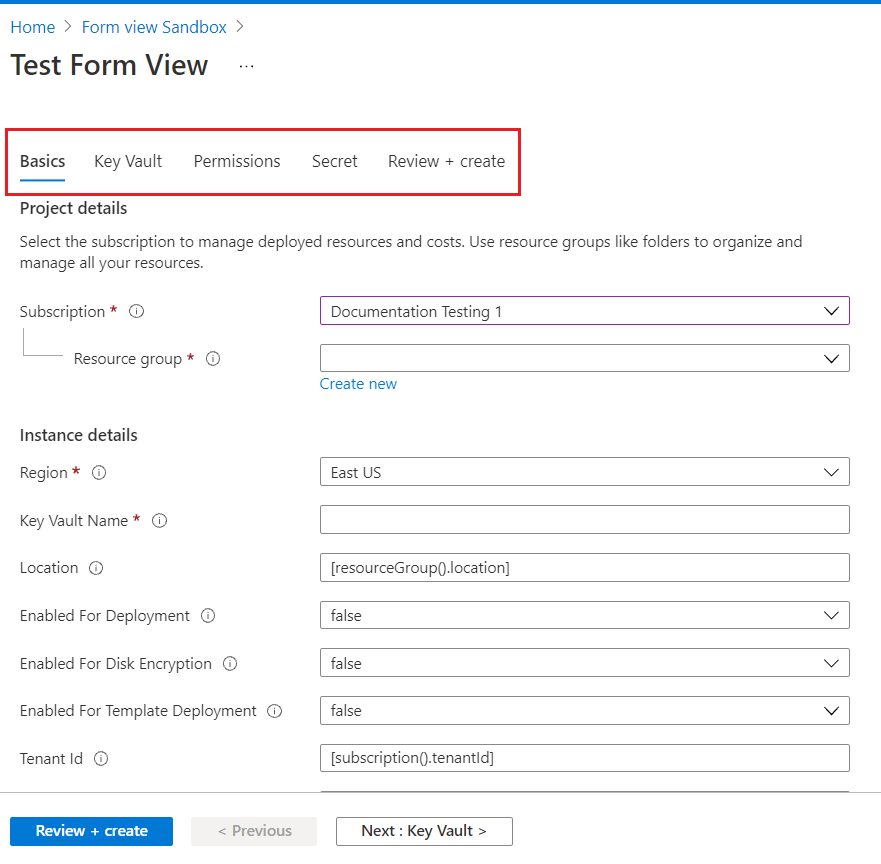 Home > Form view Sandbox >
Test Form View ...
Basics Key Vault Permissions Secret Review + create
Project details
Select the subscription to manage deployed resources and costs. Use resource groups like folders to organize and
manage all your resources.
Subscription * Documentation Testing 1
Resource group *
Create new
Instance details
Region * East US
Key Vault Name *
Location [resourceGroup().location]
Enabled For Deployment false
Enabled For Disk Encryption false
Enabled For Template Deployment false
Tenant Id [subscription().tenantId]
Review + create < Previous Next : Key Vault >